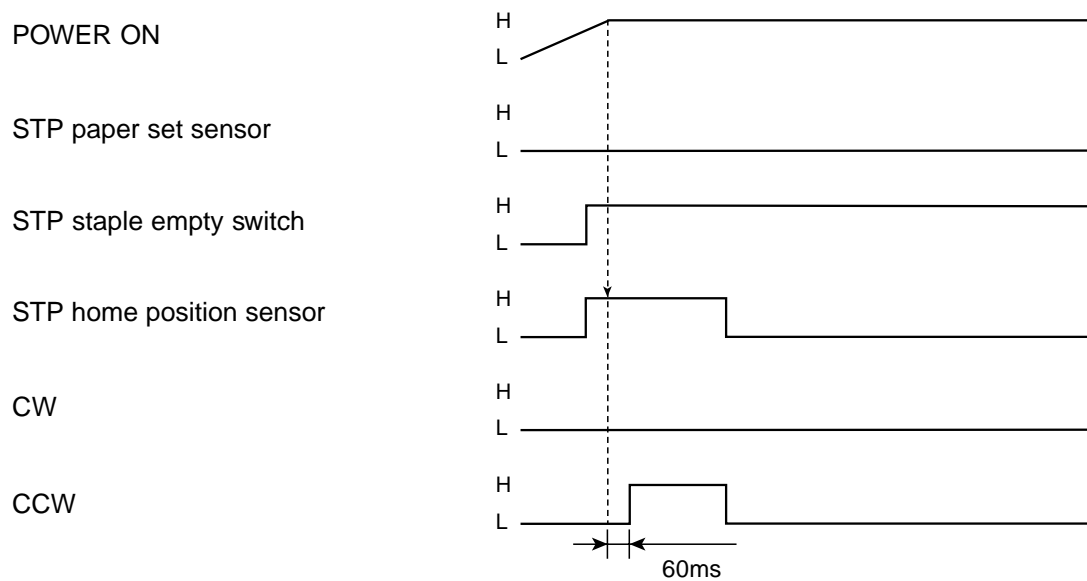 POWER ON
H
L
STP paper set sensor
H
L
STP staple empty switch
H
L
STP home position sensor
H
L
CW
H
L
CCW
H
L
60ms